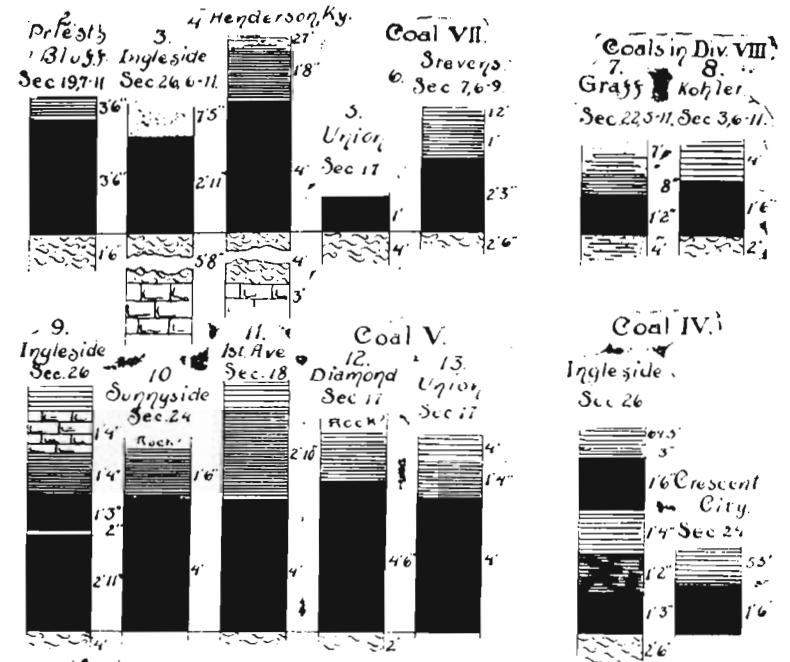 4 Henderson, Ky.
Coal VII.
2
Priests
Bluff
Sec 19,7-11
3.
Ingleside
Sec.26,6-11.
5.
Union
Sec 17
6.
Stevens
Sec 7,6-9.
Coals in Div. VIII
7.
Graff
Sec.22,5-11.
8.
Kohler
Sec 3,6-11.
3'6"
3'6"
1'6"
7'5"
2'11"
5'8"
27'
1'8"
4'
4'
3'
1'
4'
12'
1'
2'3"
2'6"
8"
1'2"
4'
4'
1'6"
2'
Coal V.
9.
Ingleside
Sec.26
10
Sunnyside
Sec.24
Rock
11.
1st Ave
Sec.18
12.
Diamond
Sec 17
Rock
13.
Union
Sec 17
1'4"
1'4"
1'3"
2"
2'11"
4'
1'6"
4'
2'10"
4'
4'6"
2'
4'
1'4"
4'
Coal IV.
Ingleside
Sec 26
3"
1'6"
1'4"
1'2"
1'3"
2'6"
Crescent
City.
Sec 24
1'6"